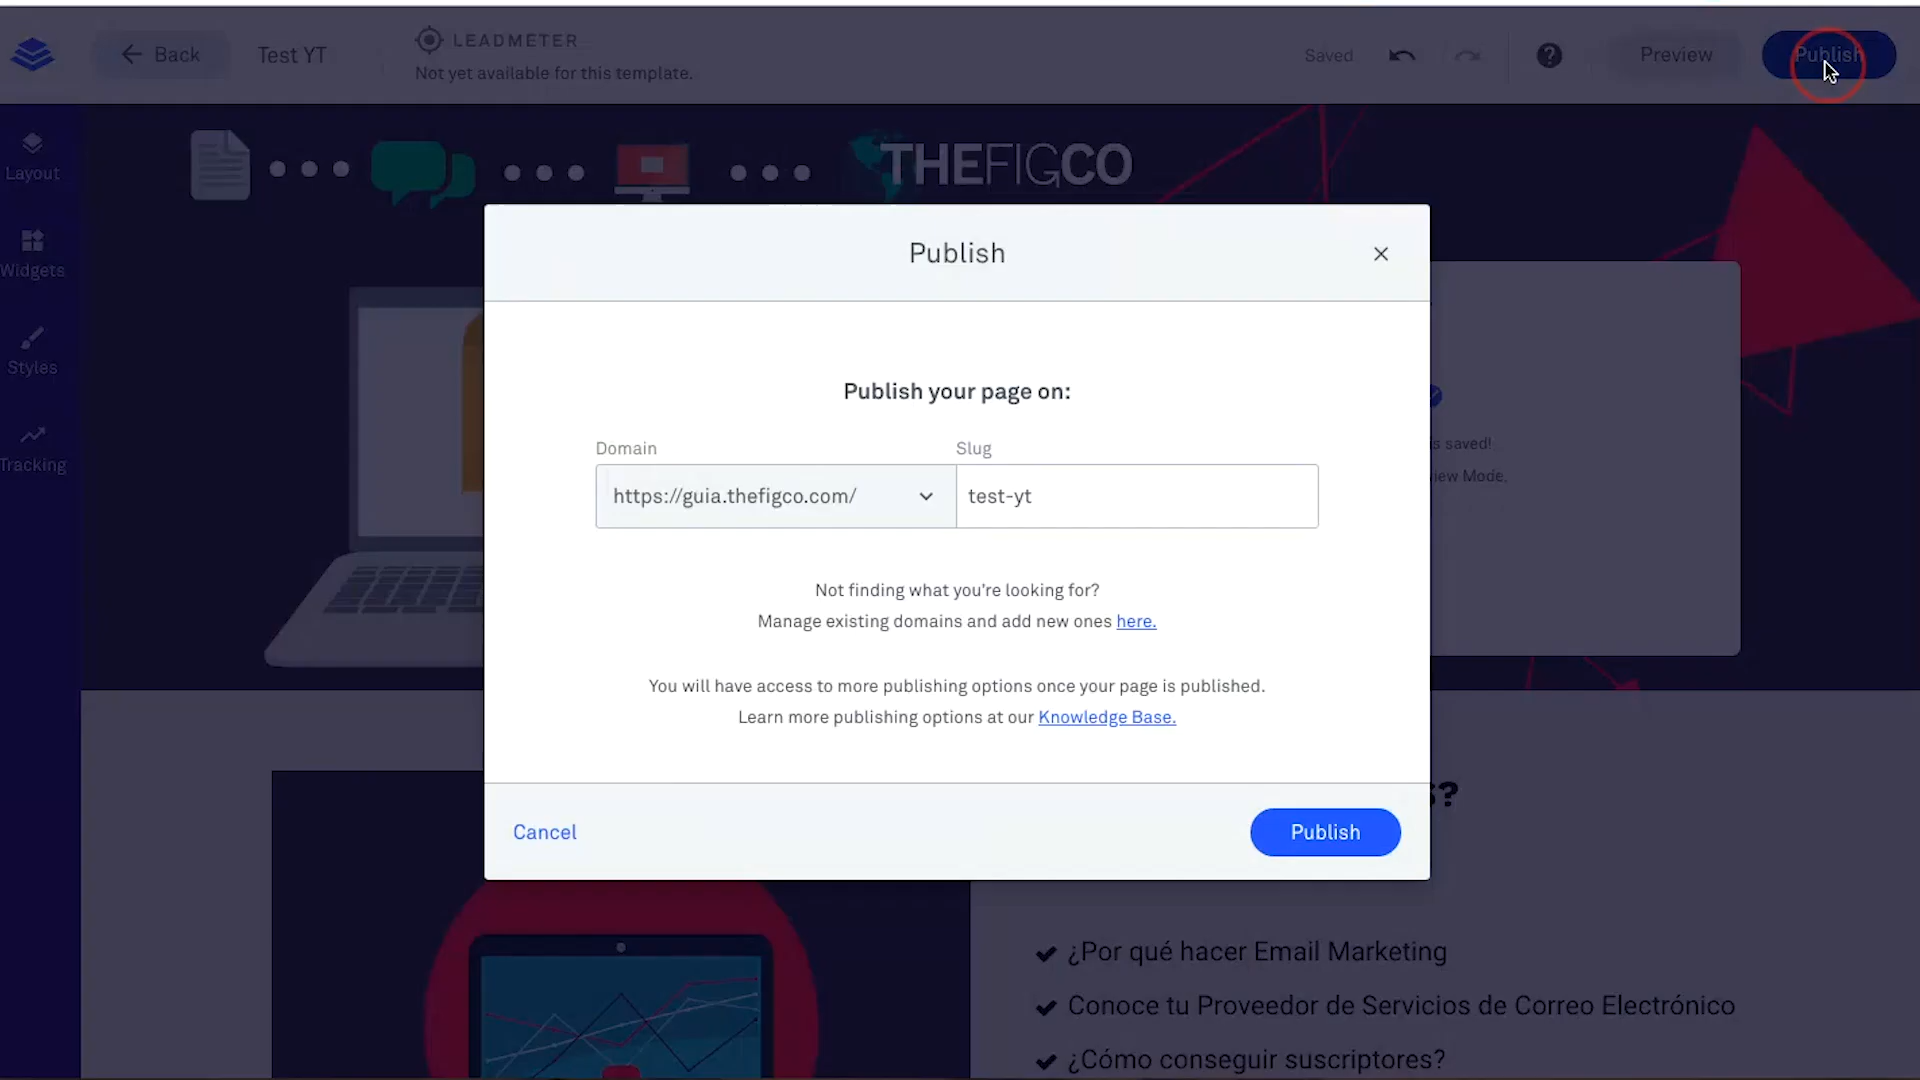 Back
Test YT
LEADMETER
Not yet available for this template.
Saved
Preview
Publish
Layout
Widgets
Styles
Tracking
THEFIGCO
Publish
Publish your page on:
Domain
Slug
https://guia.thefigco.com/
test-yt
Not finding what you're looking for?
Manage existing domains and add new ones here.
You will have access to more publishing options once your page is published.
Learn more publishing options at our Knowledge Base.
Cancel
Publish
is saved!
iew Mode.
s?
¿Por qué hacer Email Marketing
Conoce tu Proveedor de Servicios de Correo Electrónico
¿Cómo conseguir suscriptores?